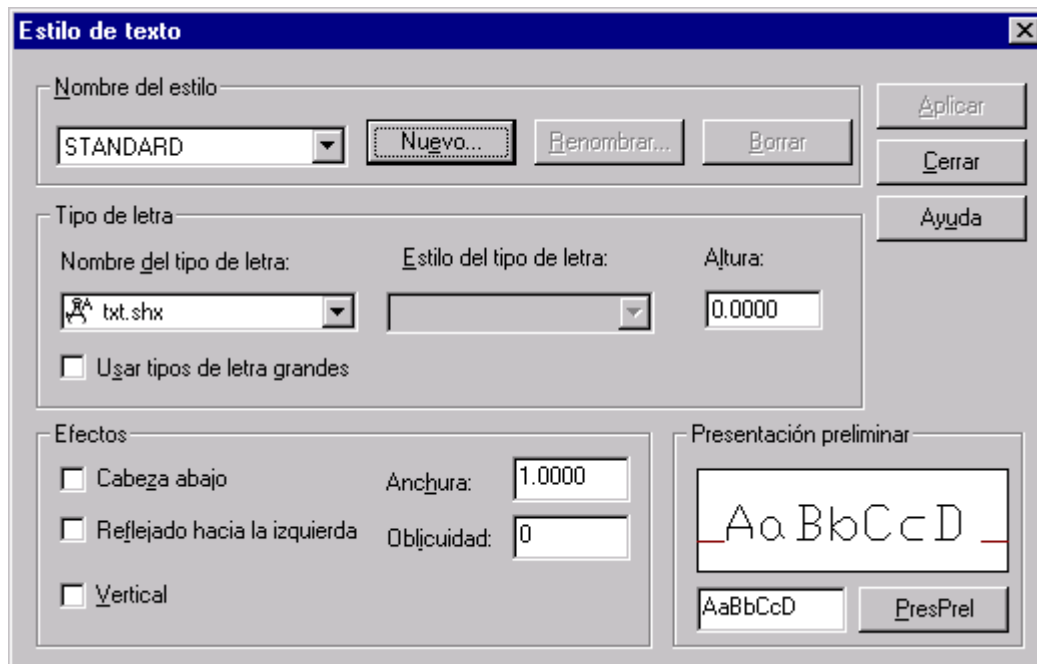 Estilo de texto
Nombre del estilo
STANDARD
Nuevo...
Renombrar...
Borrar
Aplicar
Cerrar
Ayuda
Tipo de letra
Nombre del tipo de letra:
Estilo del tipo de letra:
Altura:
txt.shx
0.0000
Usar tipos de letra grandes
Efectos
Cabeza abajo
Anchura:
1.0000
Reflejado hacia la izquierda
Oblicuidad:
0
Vertical
Presentación preliminar
AaBbCcD
AaBbCcD
PresPrel